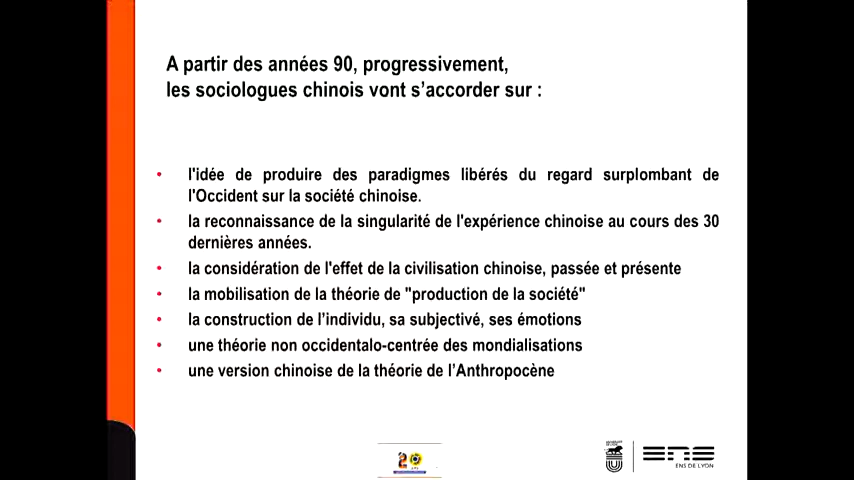 A partir des années 90, progressivement,
les sociologues chinois vont s’accorder sur :
l'idée de produire des paradigmes libérés du regard surplombant de
l'Occident sur la société chinoise.
la reconnaissance de la singularité de l'expérience chinoise au cours des 30
dernières années.
la considération de l'effet de la civilisation chinoise, passée et présente
la mobilisation de la théorie de "production de la société"
la construction de l’individu, sa subjectivé, ses émotions
une théorie non occidentalo-centrée des mondialisations
une version chinoise de la théorie de l’Anthropocène
ENS
ENS DE LYON